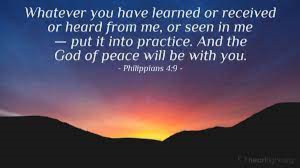 Whatever you have learned or received
or heard from me, or seen in me
— put it into practice. And the
God of peace will be with you.
- Philippians 4:9 -